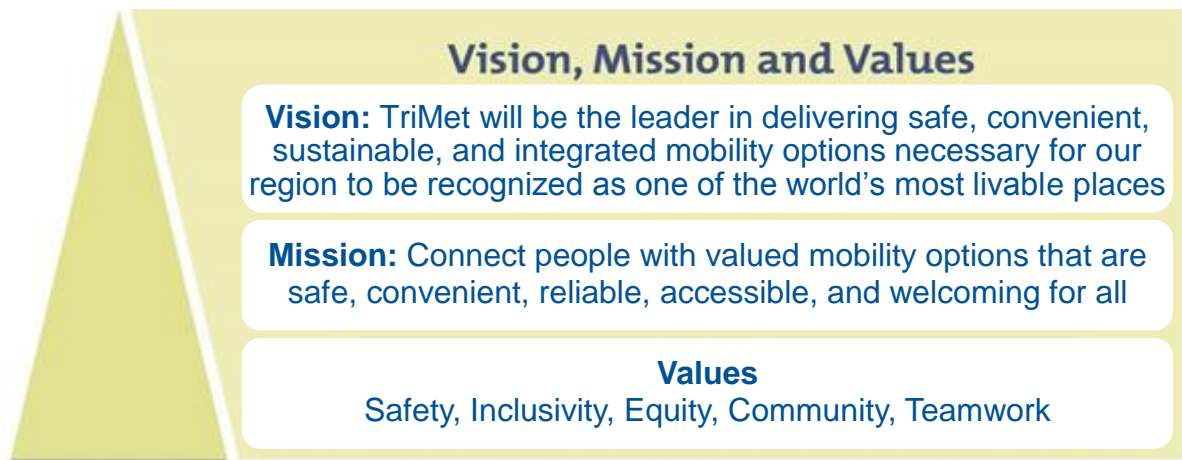 Vision, Mission and Values
Vision: TriMet will be the leader in delivering safe, convenient,
sustainable, and integrated mobility options necessary for our
region to be recognized as one of the world’s most livable places
Mission: Connect people with valued mobility options that are
safe, convenient, reliable, accessible, and welcoming for all
Values
Safety, Inclusivity, Equity, Community, Teamwork